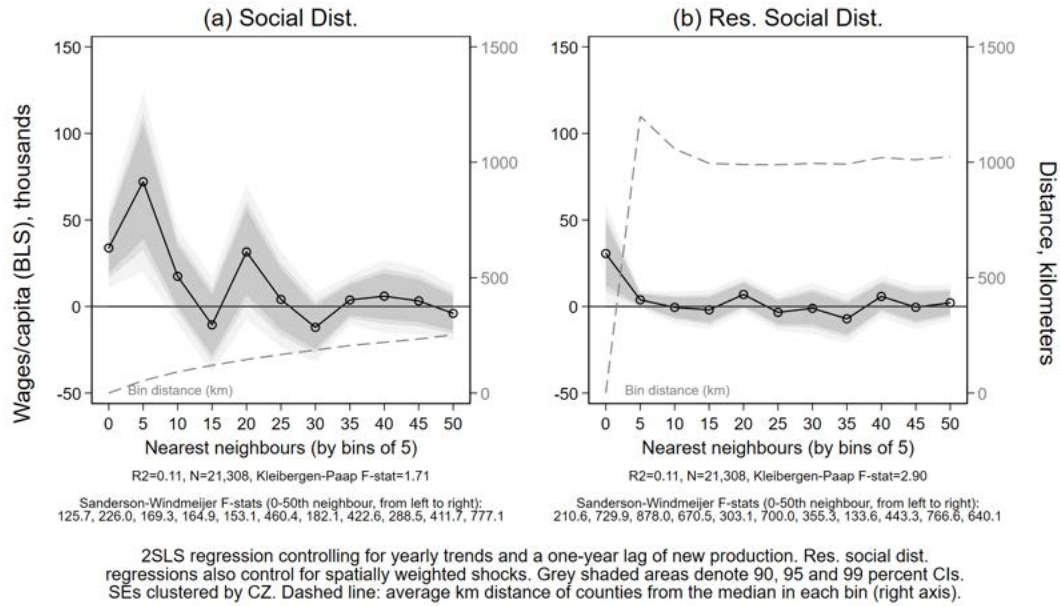 (a) Social Dist.
(b) Res. Social Dist.
Wages/capita (BLS), thousands
150
100
50
0
-50
1500
1000
500
0
Bin distance (km)
0 5 10 15 20 25 30 35 40 45 50
Nearest neighbours (by bins of 5)
R2=0.11, N=21,308, Kleibergen-Paap F-stat=1.71
Sanderson-Windmeijer F-stats (0-50th neighbour, from left to right):
125.7, 226.0, 169.3, 164.9, 153.1, 460.4, 182.1, 422.6, 288.5, 411.7, 777.1
150
100
50
0
-50
1500
1000
500
0
Distance, kilometers
Bin distance (km)
0 5 10 15 20 25 30 35 40 45 50
Nearest neighbours (by bins of 5)
R2=0.11, N=21,308, Kleibergen-Paap F-stat=2.90
Sanderson-Windmeijer F-stats (0-50th neighbour, from left to right):
210.6, 729.9, 878.0, 670.5, 303.1, 700.0, 355.3, 133.6, 443.3, 766.6, 640.1
2SLS regression controlling for yearly trends and a one-year lag of new production. Res. social dist.
regressions also control for spatially weighted shocks. Grey shaded areas denote 90, 95 and 99 percent CIs.
SEs clustered by CZ. Dashed line: average km distance of counties from the median in each bin (right axis).